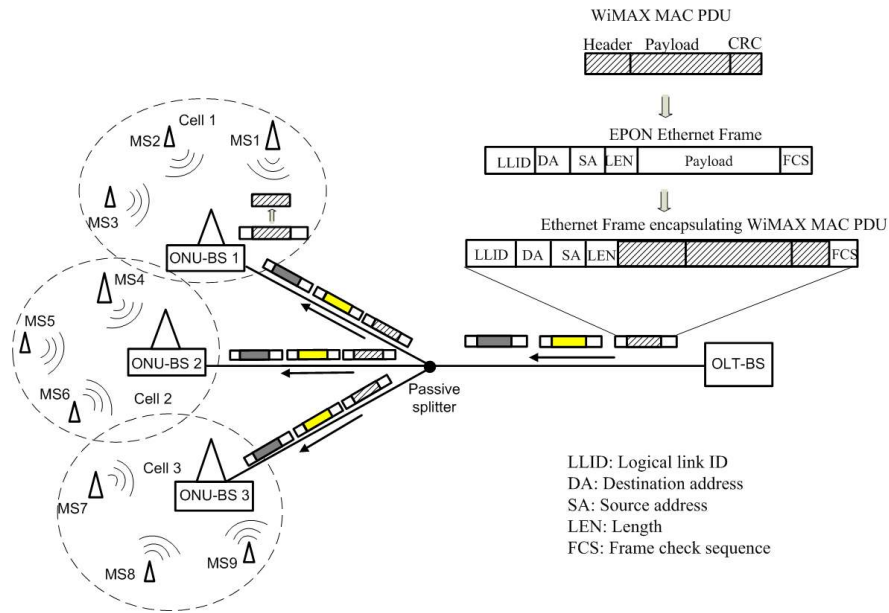 WiMAX MAC PDU
Header Payload CRC
EPON Ethernet Frame
LLID DA SA LEN Payload FCS
Ethernet Frame encapsulating WiMAX MAC PDU
LLID DA SA LEN FCS
Cell 1
MS1
MS2
MS3
ONU-BS 1
MS4
MS5
MS6
ONU-BS 2
Cell 2
Cell 3
MS7
ONU-BS 3
MS8
MS9
Passive
splitter
OLT-BS
LLID: Logical link ID
DA: Destination address
SA: Source address
LEN: Length
FCS: Frame check sequence